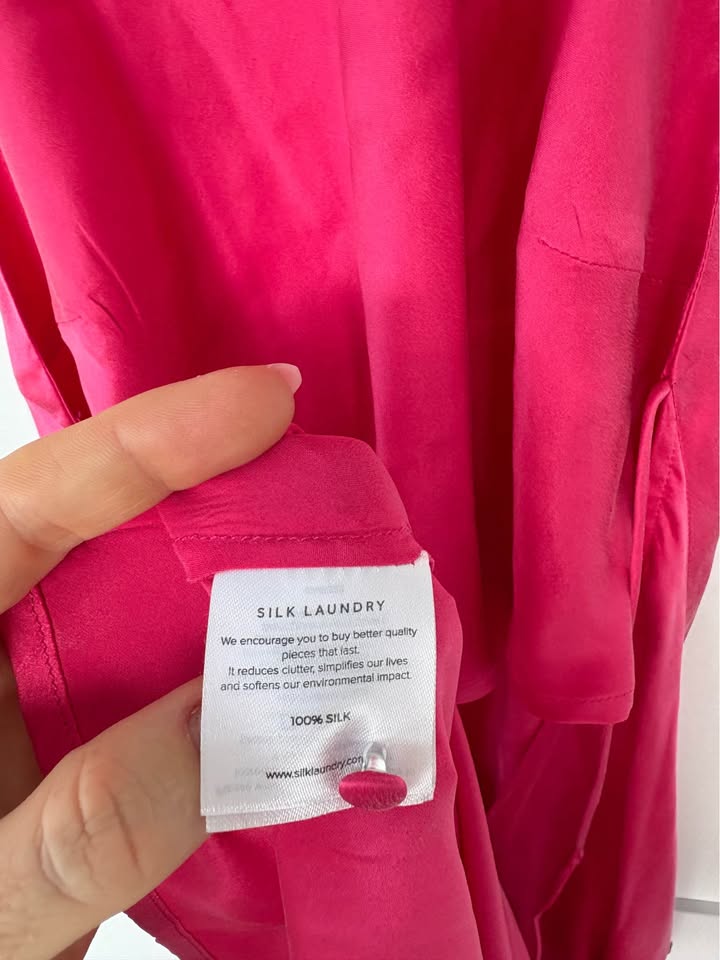 SILK LAUNDRY
We encourage you to buy better quality
pieces that last.
It reduces clutter, simplifies our lives
and softens our environmental impact.
100% SILK
www.silklaundry.com